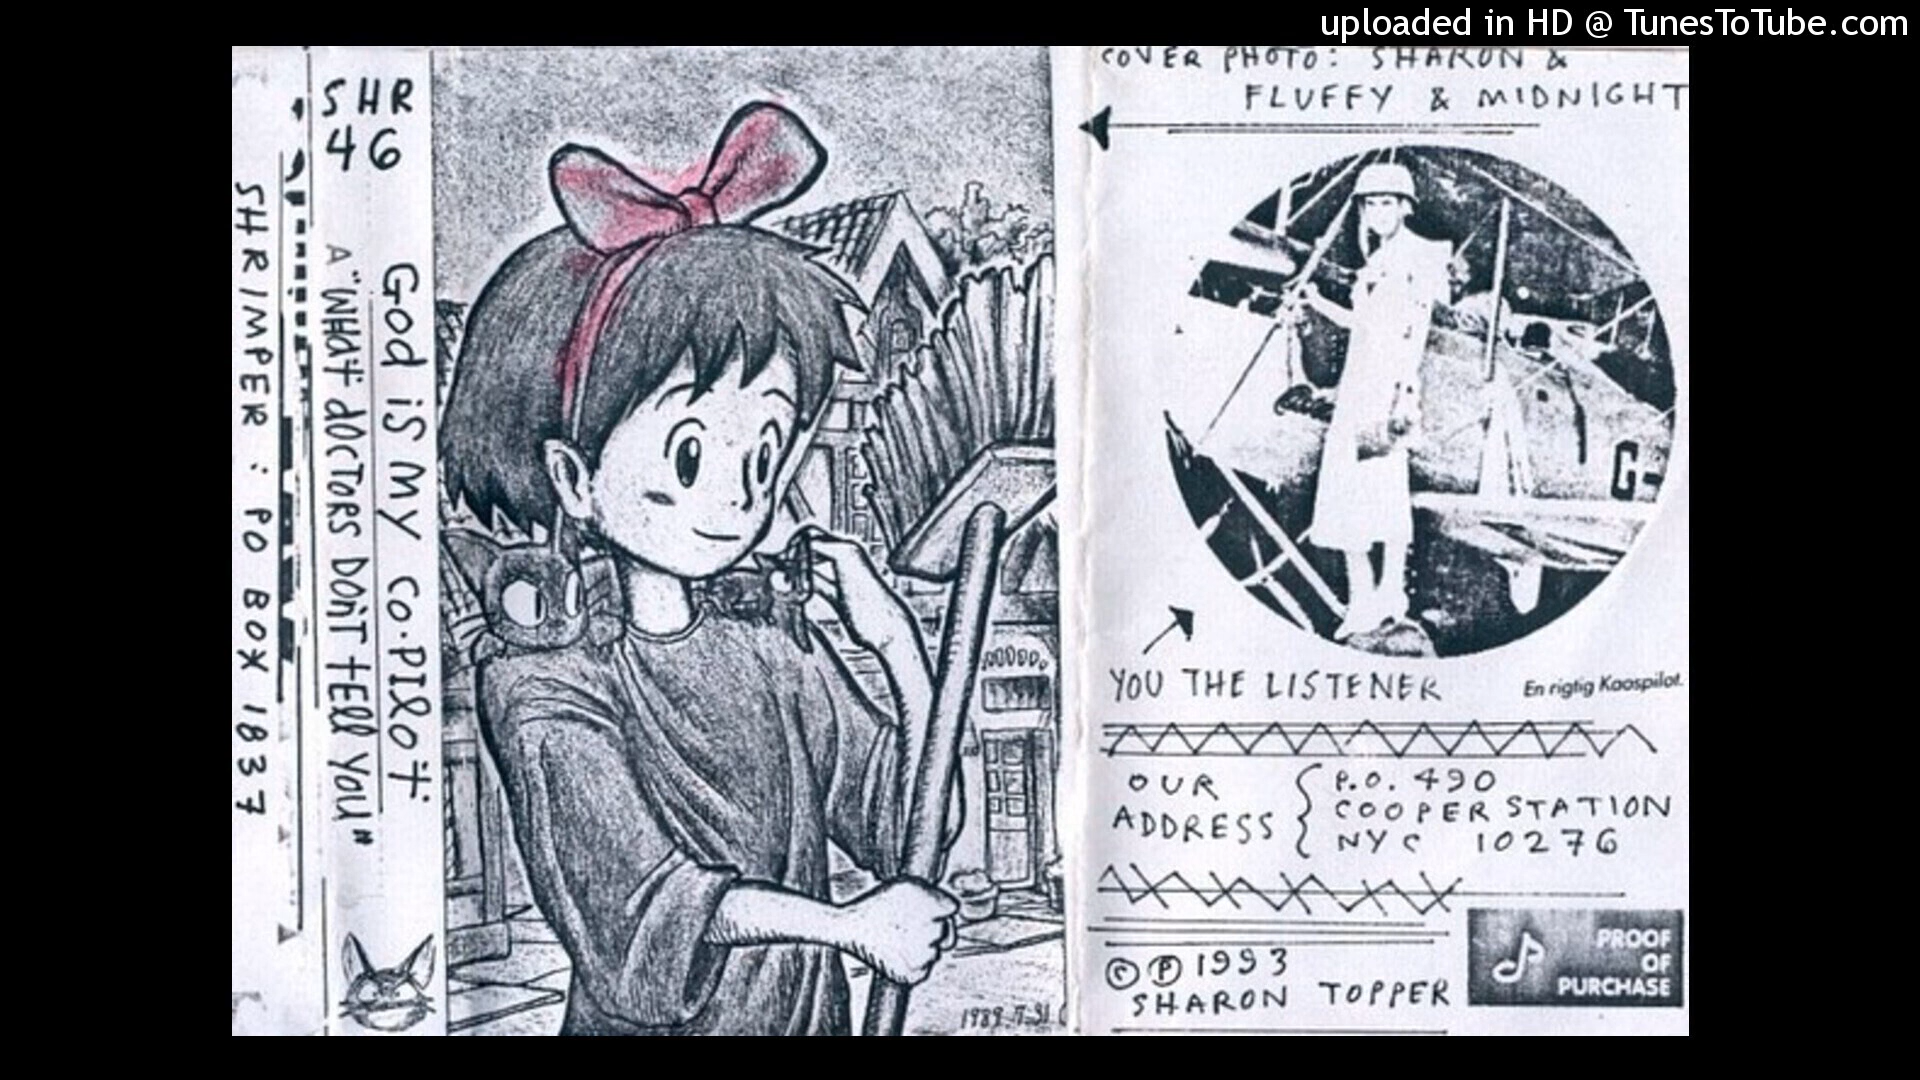 uploaded in HD @ TunesToTube.com
SHRIMPER: PO BOX 1837
SHR
46
A "WHat dOCTORS DON'T tEll YOU"
God is my co.PIlot.
COVER PHOTO: SHARON &
FLUFFY & MIDNIGHT
G-
YOU THE LISTENER
En rigtig Kaospilot.
OUR
ADDRESS
P.O. 490
COOPER STATION
NYC 10276
© ℗ 1993
SHARON TOPPER
PROOF
OF
PURCHASE